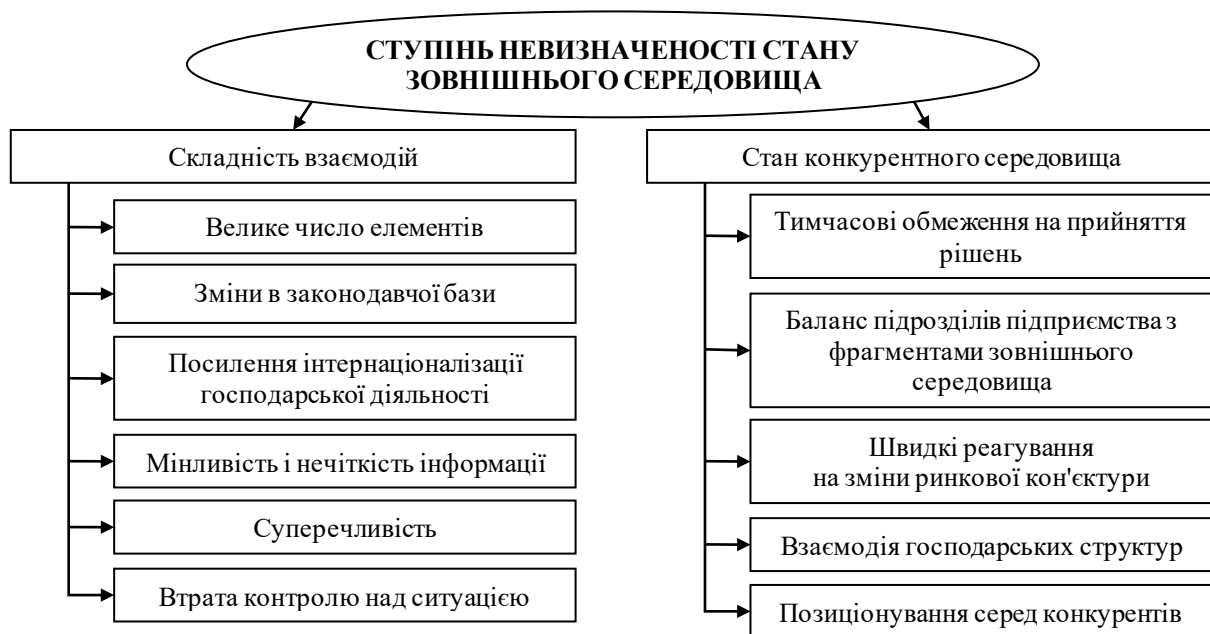 СТУПІНЬ НЕВИЗНАЧЕНОСТІ СТАНУ
ЗОВНІШНЬОГО СЕРЕДОВИЩА
Складність взаємодій
Велике число елементів
Зміни в законодавчої бази
Посилення інтернаціоналізації
господарської діяльності
Мінливість і нечіткість інформації
Суперечливість
Втрата контролю над ситуацією
Стан конкурентного середовища
Тимчасові обмеження на прийняття
рішень
Баланс підрозділів підприємства з
фрагментами зовнішнього
середовища
Швидкі реагування
на зміни ринкової кон'єктури
Взаємодія господарських структур
Позиціонування серед конкурентів